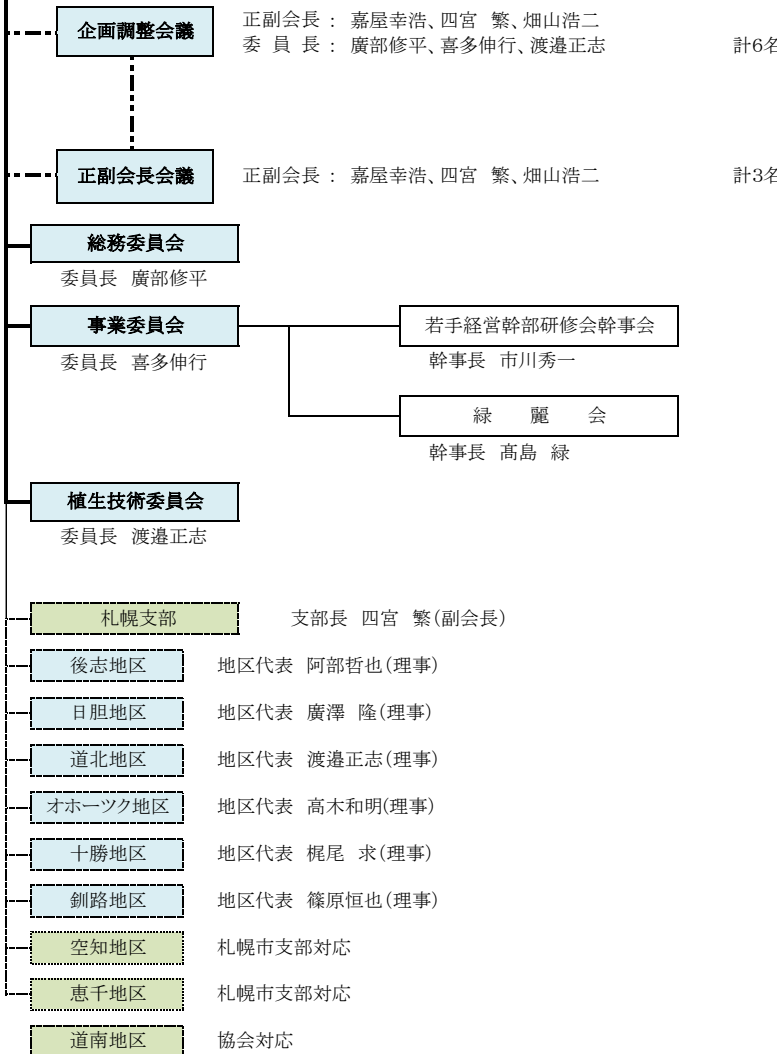 企画調整会議
正副会長： 嘉屋幸浩、四宮　繁、畑山浩二
委 員 長： 廣部修平、喜多伸行、渡邉正志　計6名
正副会長会議　正副会長： 嘉屋幸浩、四宮　繁、畑山浩二　計3名
総務委員会
委員長　廣部修平
事業委員会　若手経営幹部研修会幹事会
委員長　喜多伸行　幹事長　市川秀一
緑　麗　会
幹事長　髙島 緑
植生技術委員会
委員長　渡邉正志
札幌支部　支部長　四宮　繁(副会長)
後志地区　地区代表　阿部哲也(理事)
日胆地区　地区代表　廣澤　隆(理事)
道北地区　地区代表　渡邉正志(理事)
オホーツク地区　地区代表　高木和明(理事)
十勝地区　地区代表　梶尾　求(理事)
釧路地区　地区代表　篠原恒也(理事)
空知地区　札幌市支部対応
恵千地区　札幌市支部対応
道南地区　協会対応